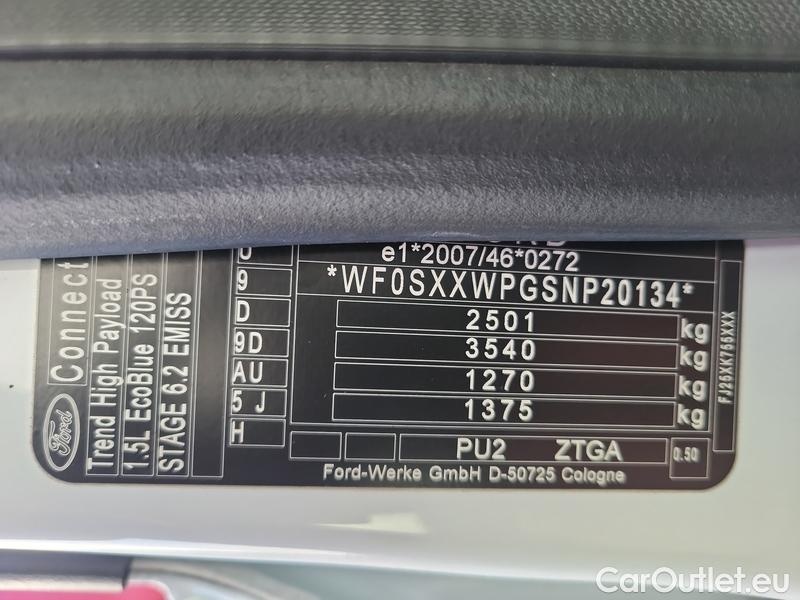 Ford
Connect
Trend High Payload
1.5L EcoBlue 120PS
STAGE 6.2 EMISS
9
D
9D
AU
5 J
H
e1*2007/46*0272
*WF0SXXWPGSNP20134*
2501 kg
3540 kg
1270 kg
1375 kg
PU2 ZTGA 0.50
Ford-Werke GmbH D-50725 Cologne
FJ25XK755XXX
CarOutlet.eu